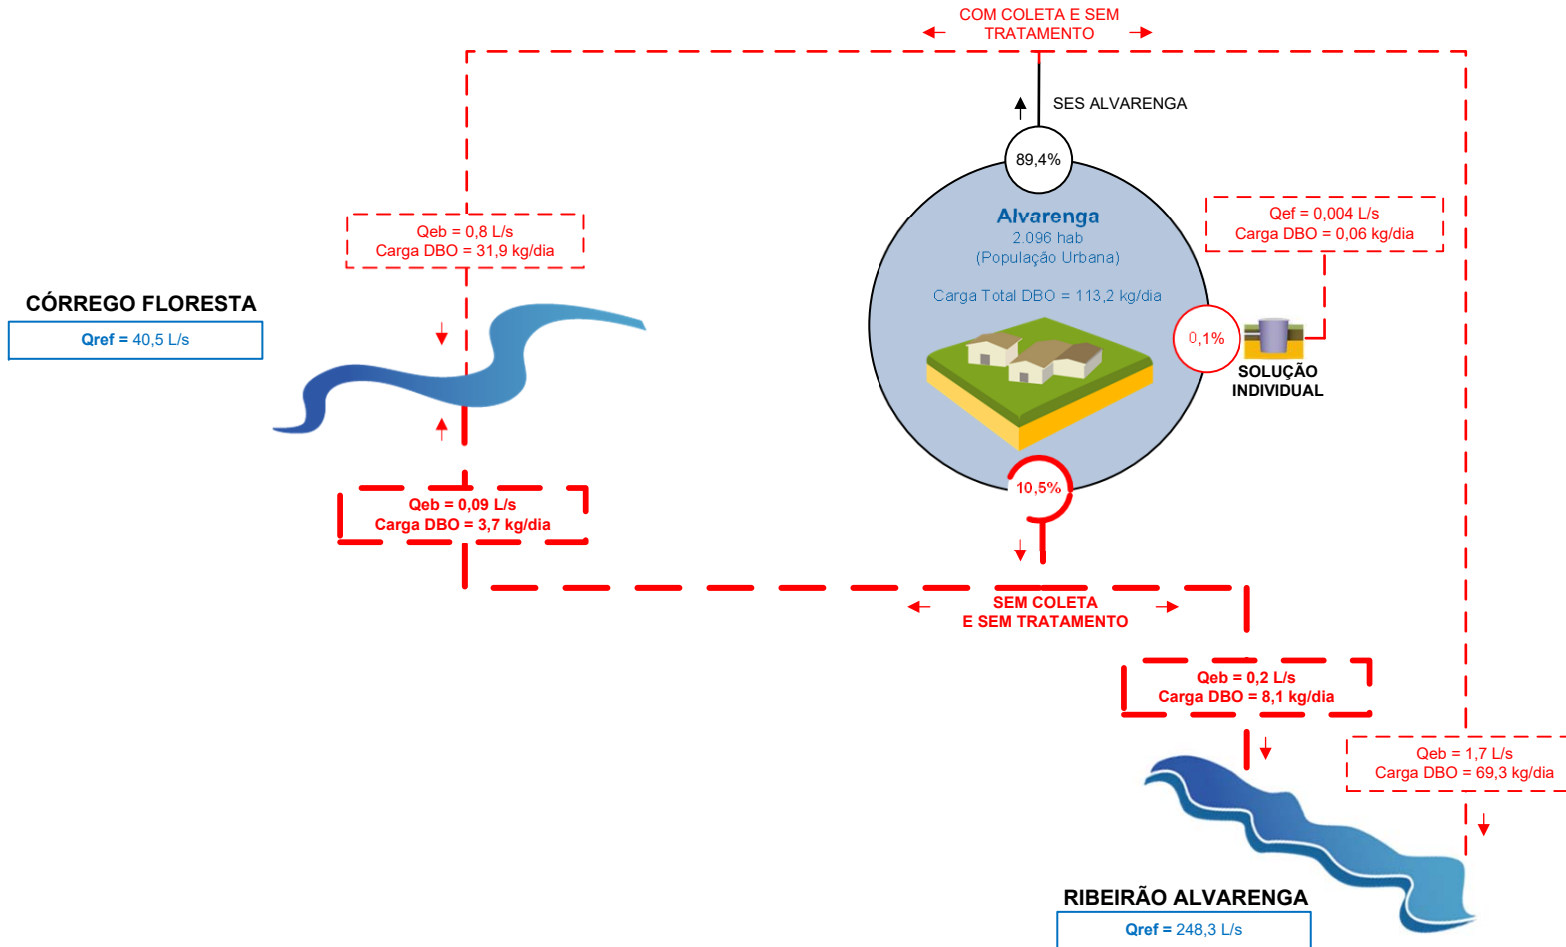 COM COLETA E SEM
TRATAMENTO
SES ALVARENGA
89,4%
Alvarenga
2.096 hab
(População Urbana)
Carga Total DBO = 113,2 kg/dia
Qef = 0,004 L/s
Carga DBO = 0,06 kg/dia
0,1%
SOLUÇÃO
INDIVIDUAL
Qeb = 0,8 L/s
Carga DBO = 31,9 kg/dia
CÓRREGO FLORESTA
Qref = 40,5 L/s
Qeb = 0,09 L/s
Carga DBO = 3,7 kg/dia
10,5%
SEM COLETA
E SEM TRATAMENTO
Qeb = 0,2 L/s
Carga DBO = 8,1 kg/dia
Qeb = 1,7 L/s
Carga DBO = 69,3 kg/dia
RIBEIRÃO ALVARENGA
Qref = 248,3 L/s